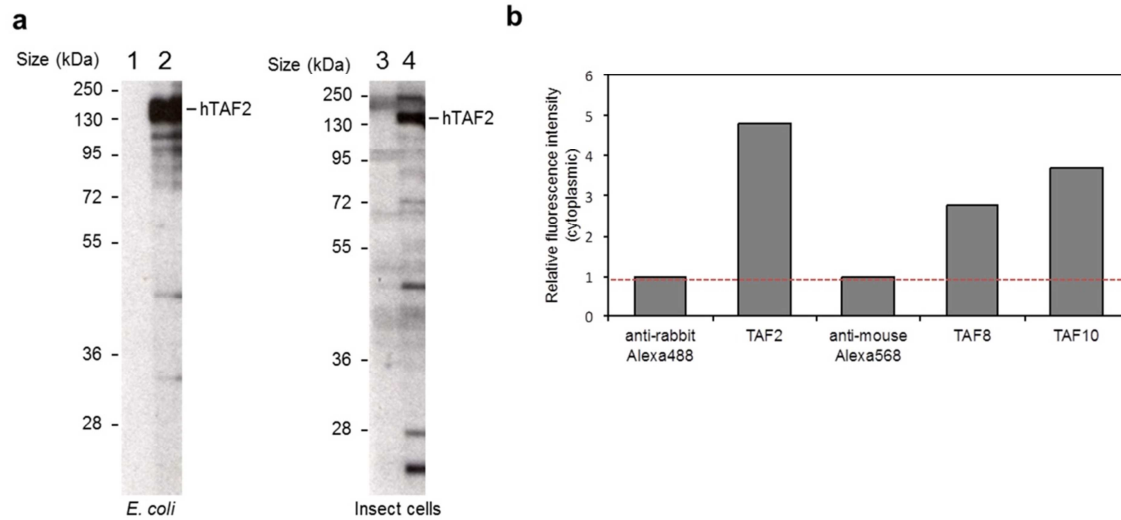 a
Size (kDa) 1 2
250
130
95
72
55
36
28
hTAF2
E. coli
Size (kDa) 3 4
250
130
95
72
55
36
28
hTAF2
Insect cells
b
Relative fluorescence intensity
(cytoplasmic)
6
5
4
3
2
1
0
anti-rabbit
Alexa488
TAF2
anti-mouse
Alexa568
TAF8
TAF10